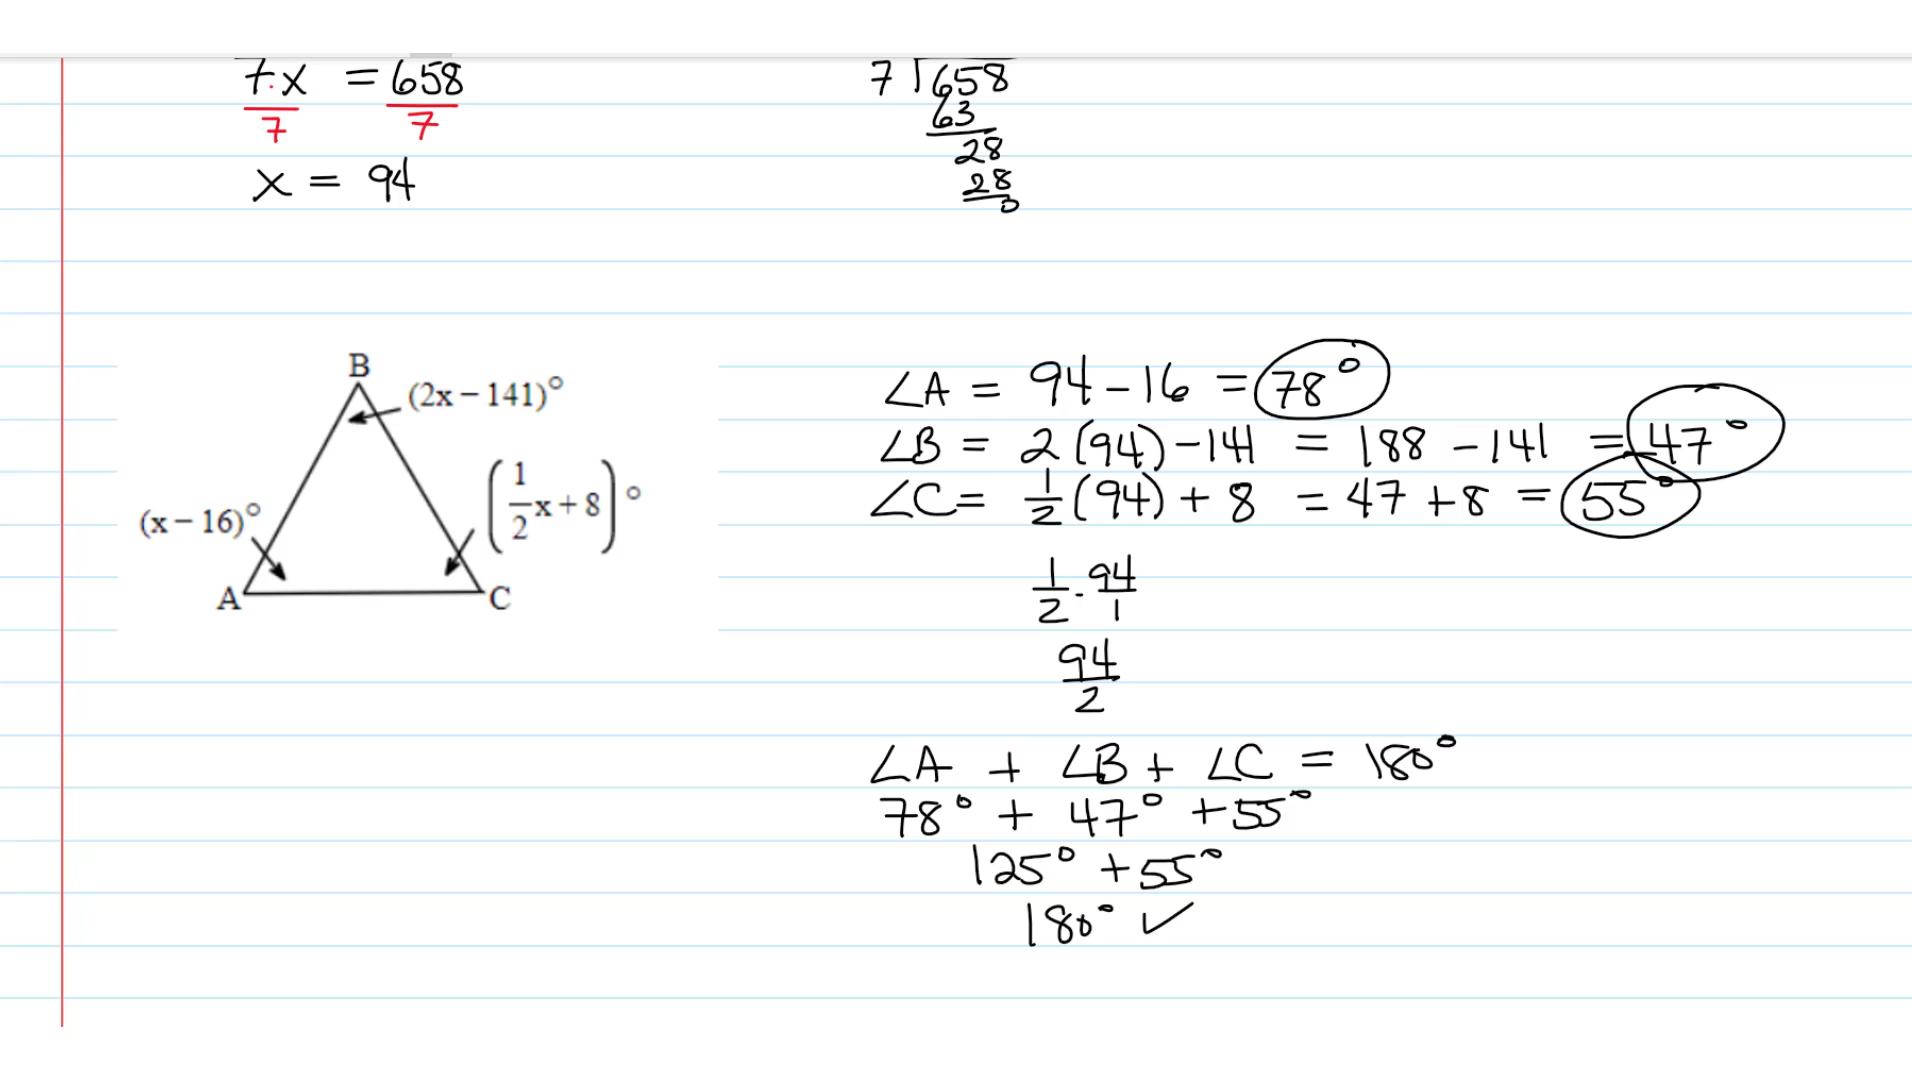 7·x = 658
7 7
x = 94
7 658
63
28
28
0
B
(2x – 141)°
(x – 16)°
(1/2 x + 8)°
A
C
∠A = 94 – 16 = 78°
∠B = 2 (94) – 141 = 188 – 141 = 47°
∠C = 1/2 (94) + 8 = 47 + 8 = 55°
1/2 · 94/1
94/2
∠A + ∠B + ∠C = 180°
78° + 47° + 55°
125° + 55°
180° ✓